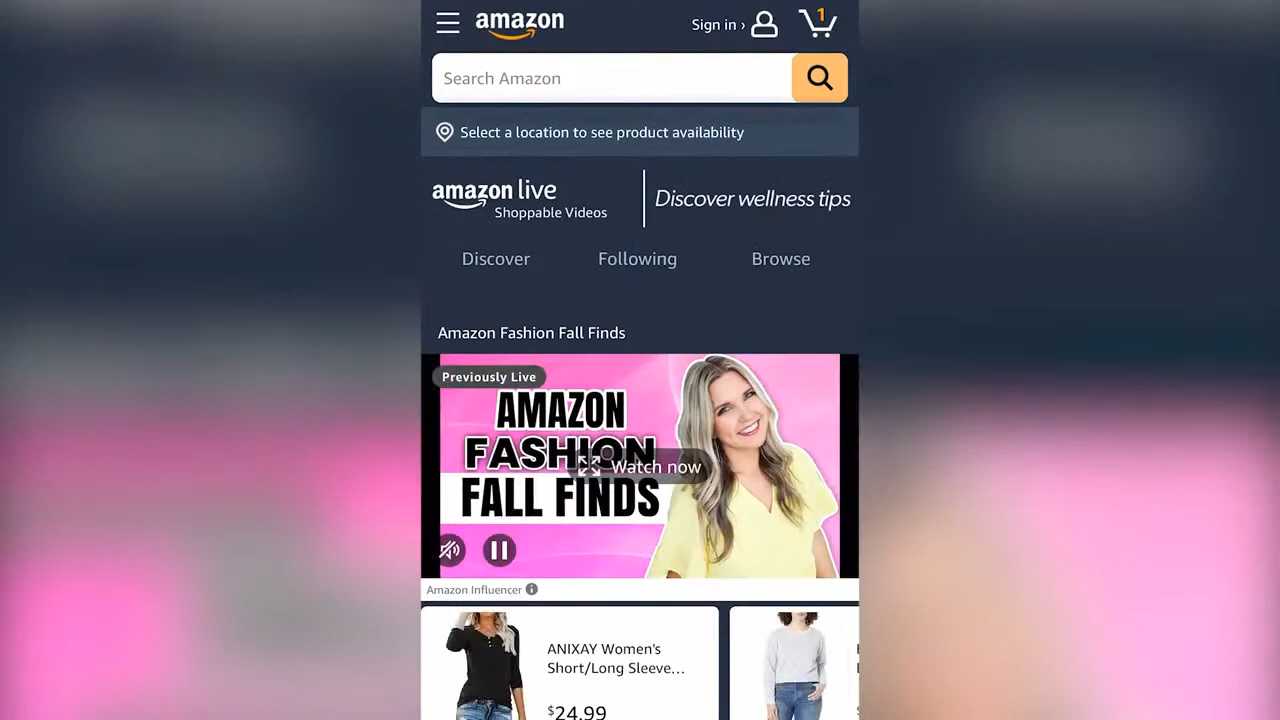 amazon
Sign in ›
1
Search Amazon
Select a location to see product availability
amazon live
Shoppable Videos
Discover wellness tips
Discover
Following
Browse
Amazon Fashion Fall Finds
Previously Live
AMAZON
FASHION
FALL FINDS
Watch now
Amazon Influencer
ANIXAY Women's
Short/Long Sleeve...
$24.99